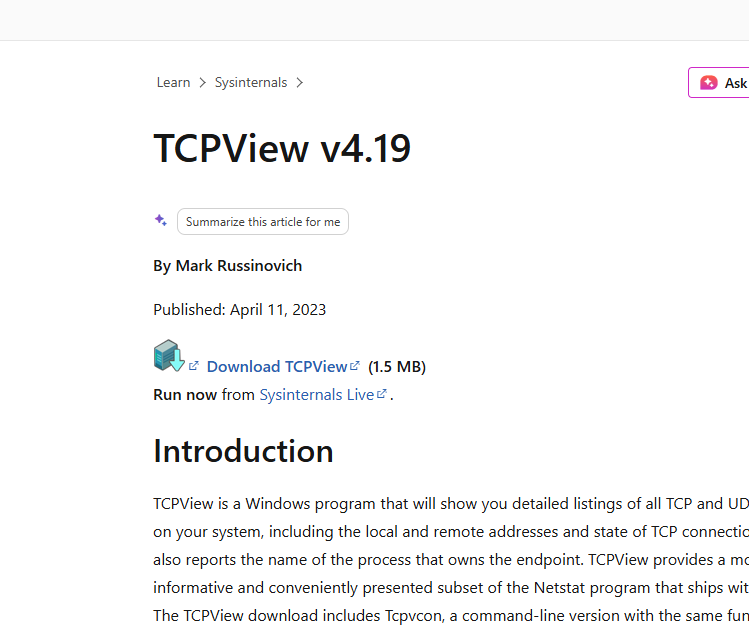 Learn > Sysinternals >
Ask
TCPView v4.19
Summarize this article for me
By Mark Russinovich
Published: April 11, 2023
Download TCPView (1.5 MB)
Run now from Sysinternals Live.
Introduction
TCPView is a Windows program that will show you detailed listings of all TCP and UD
on your system, including the local and remote addresses and state of TCP connectio
also reports the name of the process that owns the endpoint. TCPView provides a mo
informative and conveniently presented subset of the Netstat program that ships wit
The TCPView download includes Tcpvcon, a command-line version with the same fun